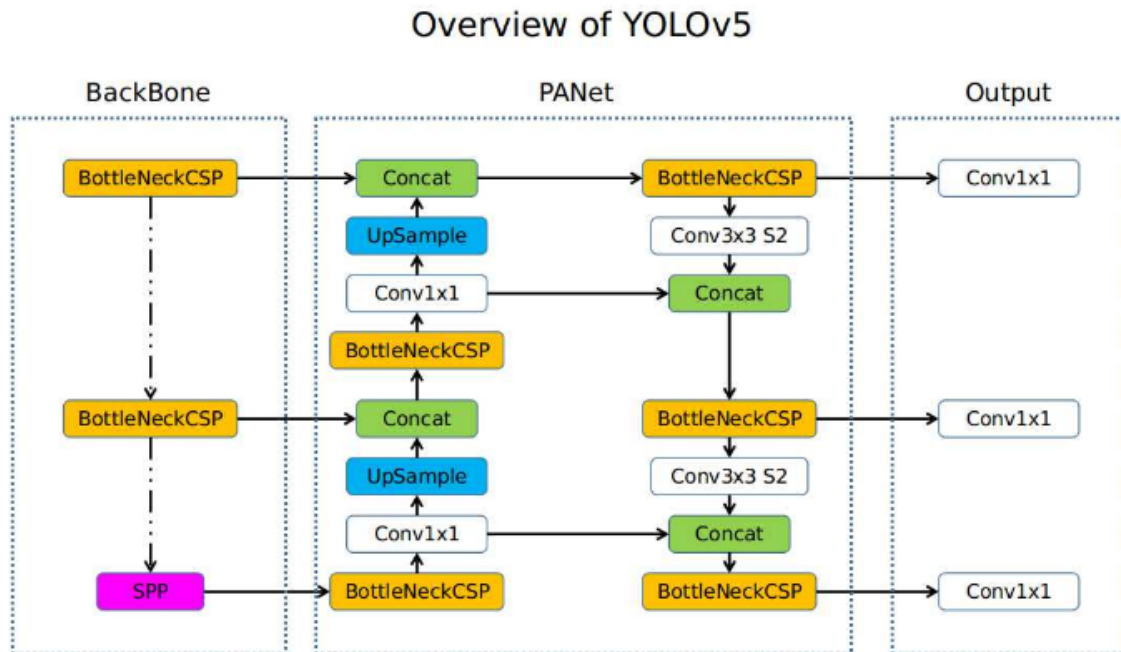 Overview of YOLOv5
BackBone
PANet
Output
BottleNeckCSP
BottleNeckCSP
SPP
Concat
UpSample
Conv1x1
BottleNeckCSP
Concat
UpSample
Conv1x1
BottleNeckCSP
BottleNeckCSP
Conv3x3 S2
Concat
BottleNeckCSP
Conv3x3 S2
Concat
BottleNeckCSP
Conv1x1
Conv1x1
Conv1x1